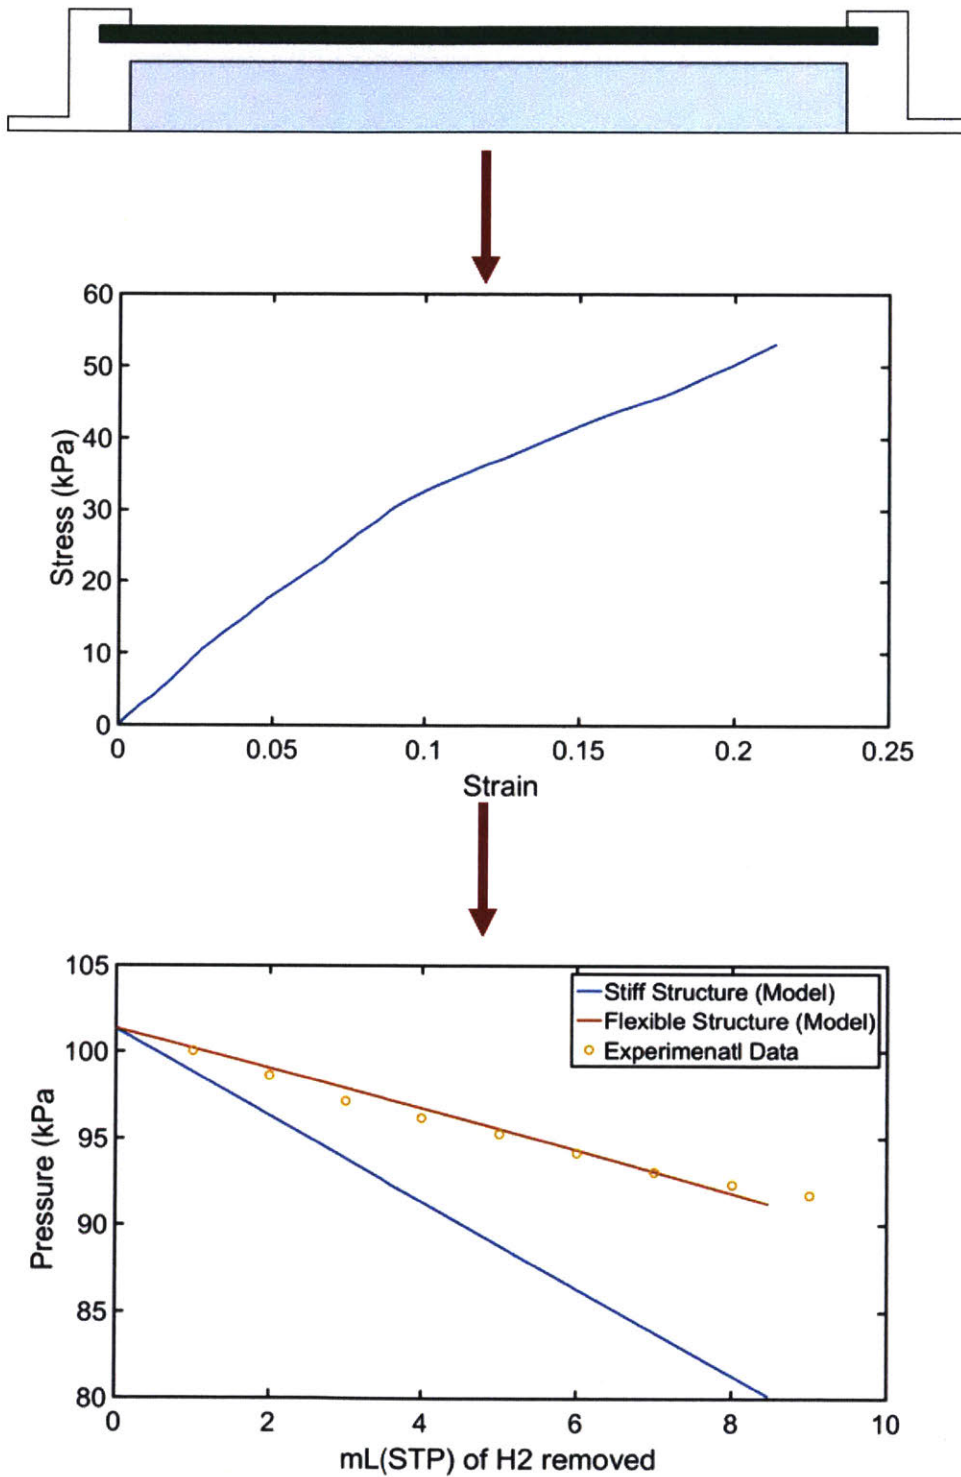 60
50
40
30
20
10
0
Stress (kPa)
0 0.05 0.1 0.15 0.2 0.25
Strain
105
100
95
90
85
80
Pressure (kPa
Stiff Structure (Model)
Flexible Structure (Model)
Experimenatl Data
0 2 4 6 8 10
mL(STP) of H2 removed